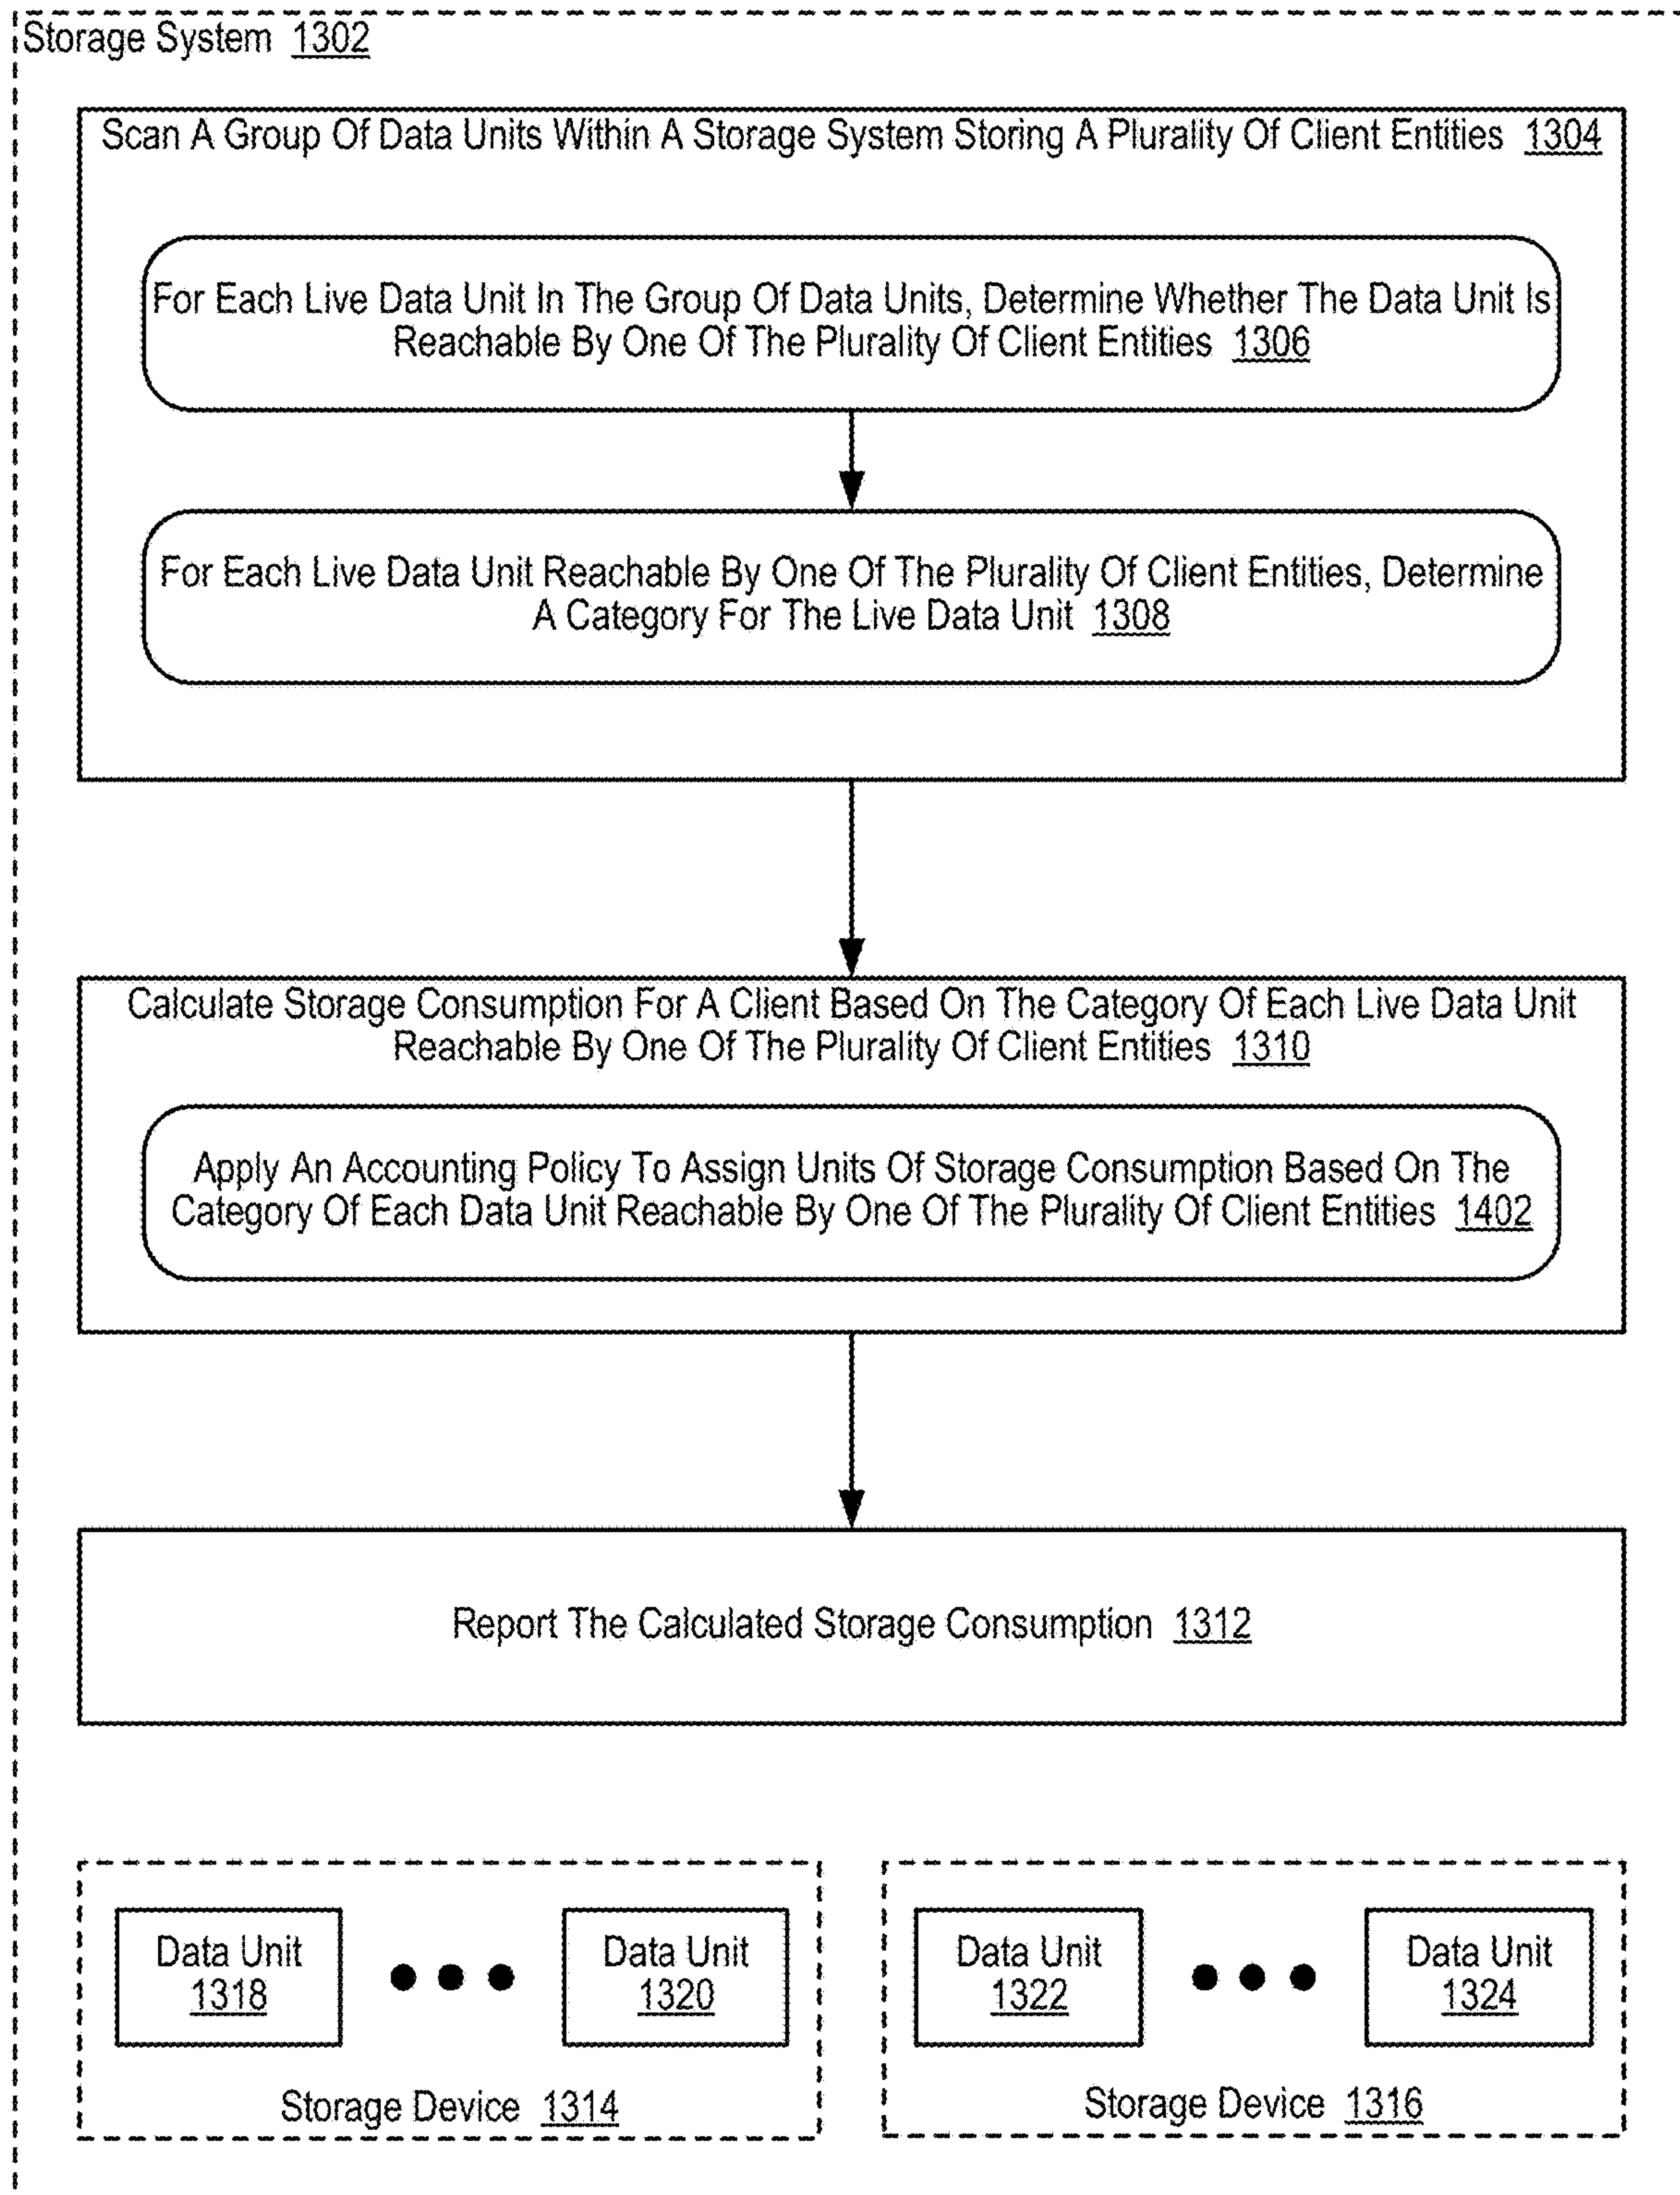 Storage System 1302
Scan A Group Of Data Units Within A Storage System Storing A Plurality Of Client Entities 1304
For Each Live Data Unit In The Group Of Data Units, Determine Whether The Data Unit Is
Reachable By One Of The Plurality Of Client Entities 1306
For Each Live Data Unit Reachable By One Of The Plurality Of Client Entities, Determine
A Category For The Live Data Unit 1308
Calculate Storage Consumption For A Client Based On The Category Of Each Live Data Unit
Reachable By One Of The Plurality Of Client Entities 1310
Apply An Accounting Policy To Assign Units Of Storage Consumption Based On The
Category Of Each Data Unit Reachable By One Of The Plurality Of Client Entities 1402
Report The Calculated Storage Consumption 1312
Data Unit
1318
Data Unit
1320
Storage Device 1314
Data Unit
1322
Data Unit
1324
Storage Device 1316